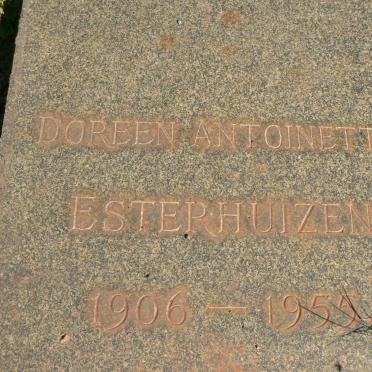 DOREEN ANTOINETT
ESTERHUIZEN
1906 — 1955